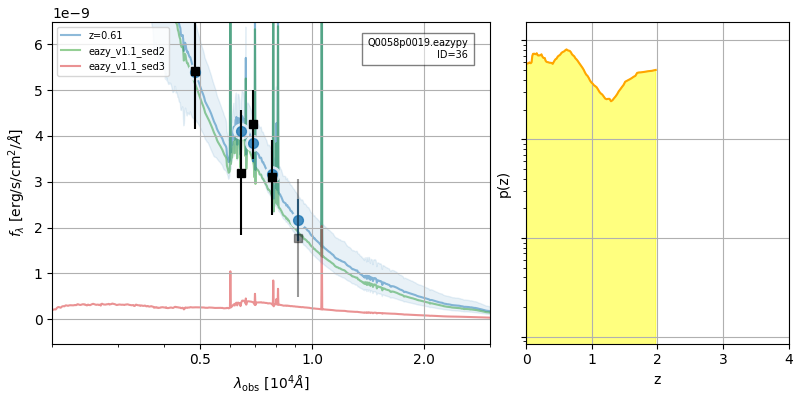 1e−9
z=0.61
eazy_v1.1_sed2
eazy_v1.1_sed3
Q0058p0019.eazypy
ID=36
6
5
4
3
2
1
0
f_λ [erg/s/cm²/Å]
0.5
1.0
2.0
λ_obs [10⁴Å]
p(z)
0
1
2
3
4
z